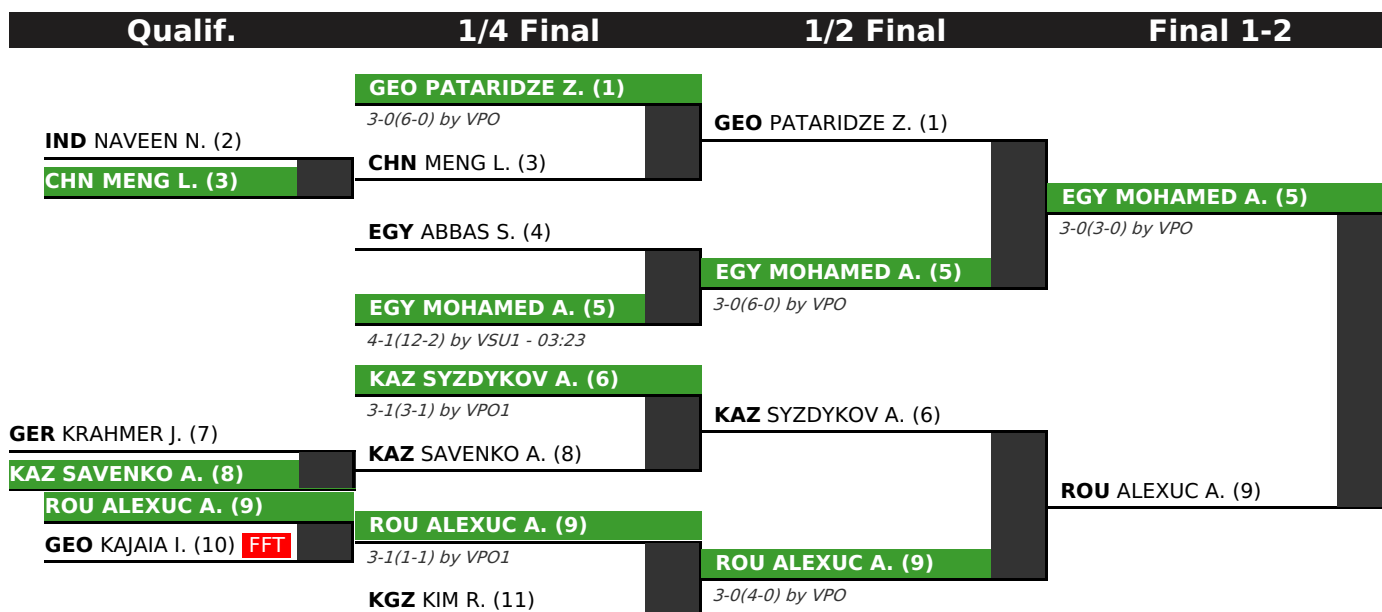 Qualif. 1/4 Final 1/2 Final Final 1-2
GEO PATARIDZE Z. (1)
3-0(6-0) by VPO
GEO PATARIDZE Z. (1)
IND NAVEEN N. (2)
CHN MENG L. (3)
CHN MENG L. (3)
EGY MOHAMED A. (5)
3-0(3-0) by VPO
EGY ABBAS S. (4)
EGY MOHAMED A. (5)
3-0(6-0) by VPO
EGY MOHAMED A. (5)
4-1(12-2) by VSU1 - 03:23
KAZ SYZDYKOV A. (6)
3-1(3-1) by VPO1
KAZ SYZDYKOV A. (6)
GER KRAHMER J. (7)
KAZ SAVENKO A. (8)
KAZ SAVENKO A. (8)
ROU ALEXUC A. (9)
ROU ALEXUC A. (9)
ROU ALEXUC A. (9)
GEO KAJAIA I. (10) FFT
3-1(1-1) by VPO1
ROU ALEXUC A. (9)
3-0(4-0) by VPO
KGZ KIM R. (11)